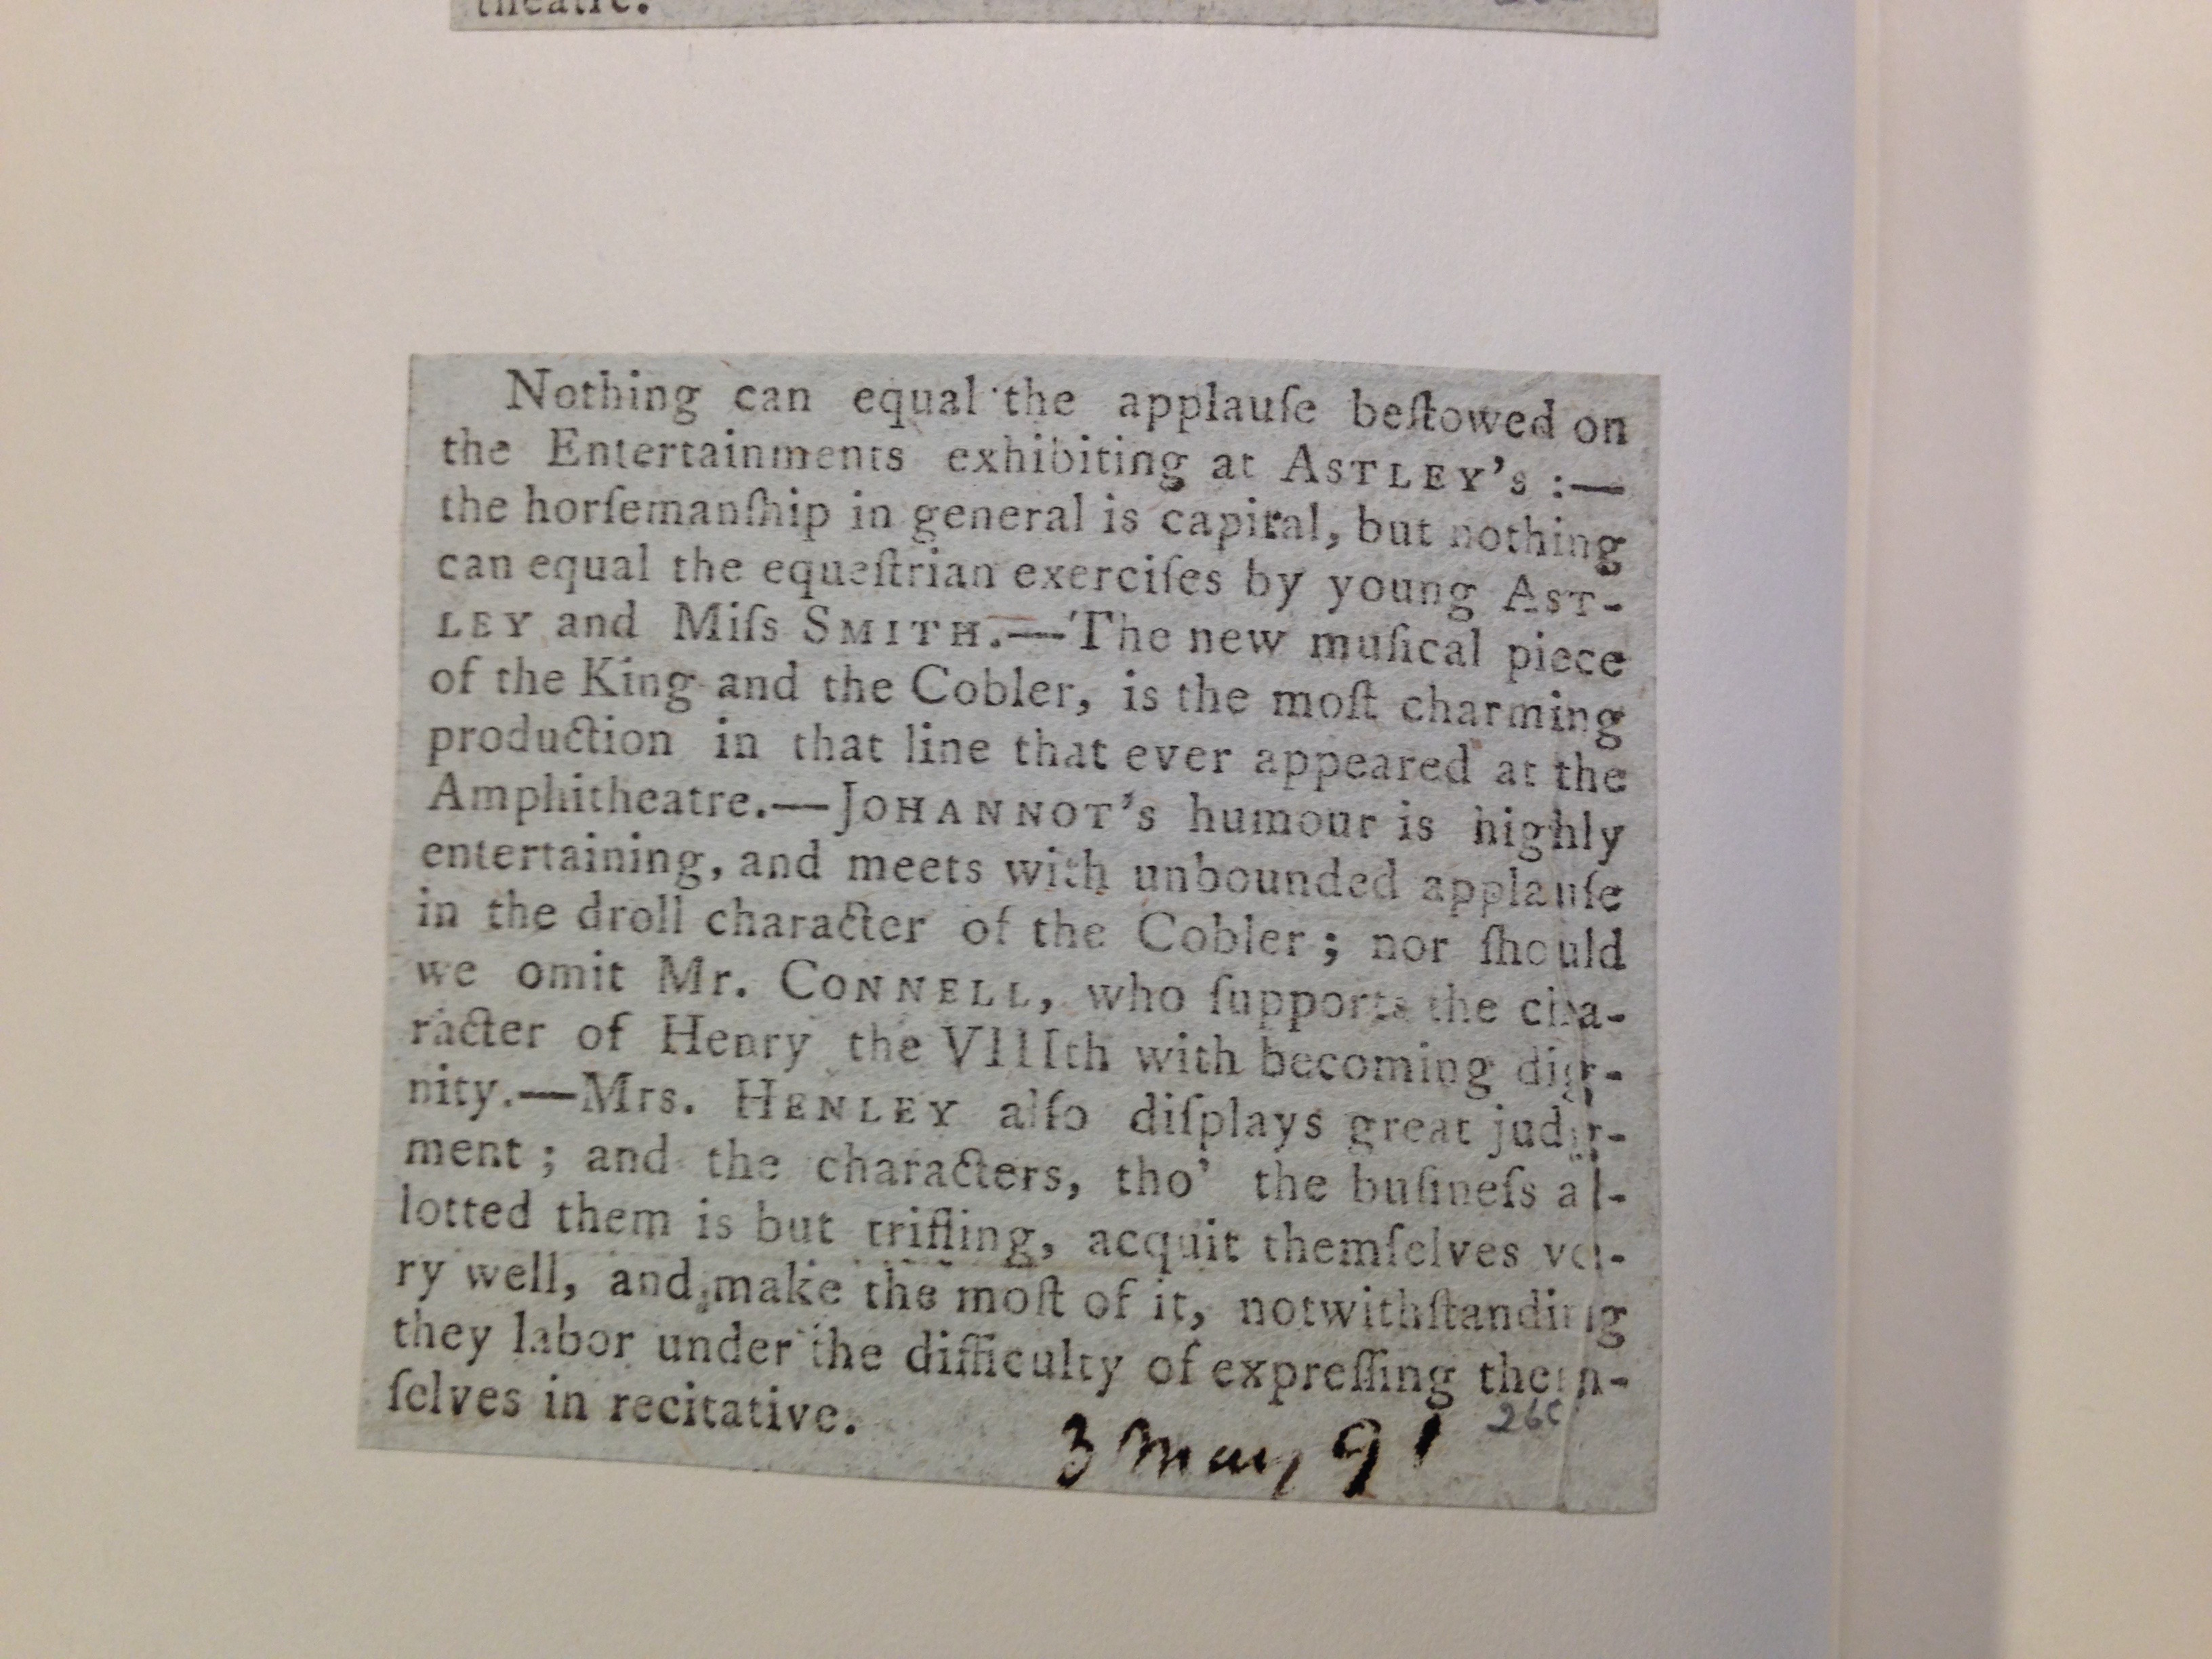 theatre.
Nothing can equal the applauſe beſtowed on
the Entertainments exhibiting at ASTLEY's :—
the horſemanſhip in general is capital, but nothing
can equal the equeſtrian exerciſes by young AST-
LEY and Miſs SMITH.—The new muſical piece
of the King and the Cobler, is the moſt charming
production in that line that ever appeared at the
Amphitheatre.—JOHANNOT's humour is highly
entertaining, and meets with unbounded applauſe
in the droll character of the Cobler; nor ſhould
we omit Mr. CONNELL, who ſupports the cha-
racter of Henry the VIIIth with becoming dig-
nity.—Mrs. HENLEY alſo diſplays great judg-
ment; and the characters, tho' the buſineſs al-
lotted them is but trifling, acquit themſelves ve-
ry well, and make the moſt of it, notwithſtanding
they labor under the difficulty of expreſſing them-
ſelves in recitative.
3 May 91